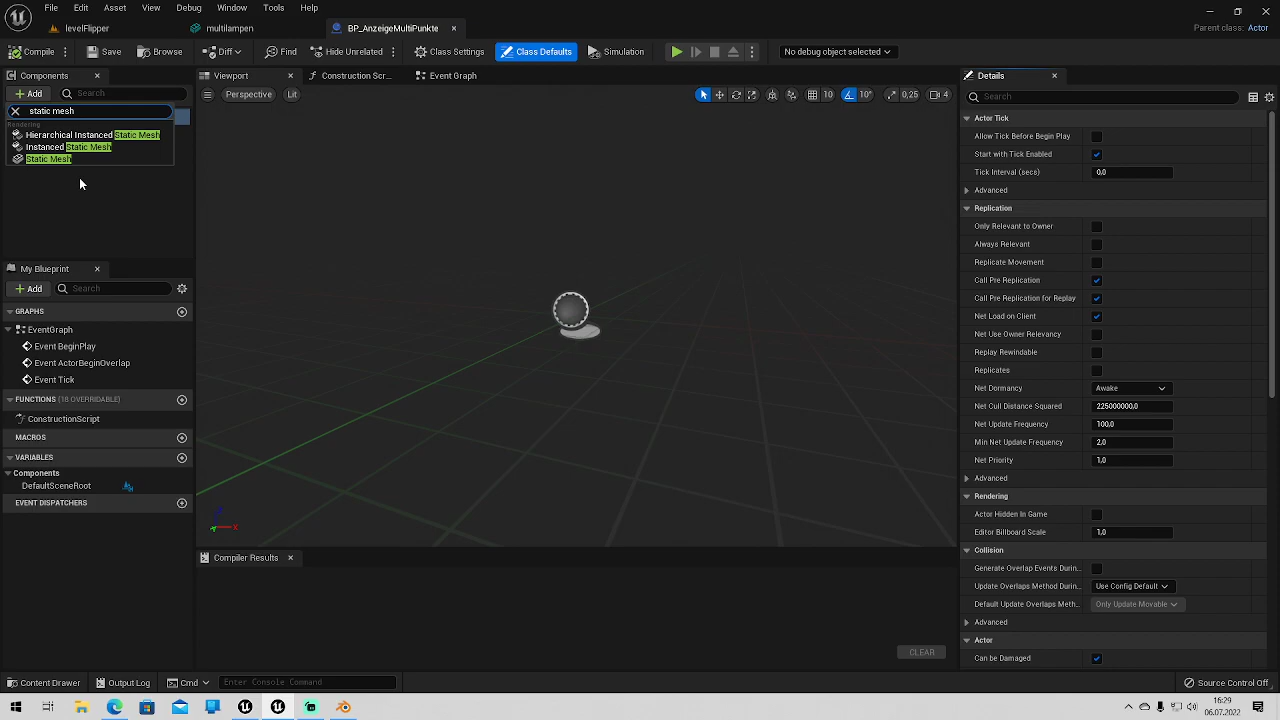 File Edit Asset View Debug Window Tools Help
levelFlipper multilampen BP_AnzeigeMultiPunkte Parent class: Actor
Compile Save Browse Diff Find Hide Unrelated Class Settings Class Defaults Simulation No debug object selected
Components Viewport Construction Scr... Event Graph Details
Add Search Perspective Lit 10 10° 0,25 4 Search
static mesh
Rendering
Hierarchical Instanced Static Mesh
Instanced Static Mesh
Static Mesh
My Blueprint
Add Search
GRAPHS
EventGraph
Event BeginPlay
Event ActorBeginOverlap
Event Tick
FUNCTIONS (18 OVERRIDABLE)
ConstructionScript
MACROS
VARIABLES
Components
DefaultSceneRoot
EVENT DISPATCHERS
Z
X
Y
Compiler Results
CLEAR
Actor Tick
Allow Tick Before Begin Play
Start with Tick Enabled
Tick Interval (secs) 0,0
Advanced
Replication
Only Relevant to Owner
Always Relevant
Replicate Movement
Call Pre Replication
Call Pre Replication for Replay
Net Load on Client
Net Use Owner Relevancy
Replay Rewindable
Replicates
Net Dormancy Awake
Net Cull Distance Squared 225000000,0
Net Update Frequency 100,0
Min Net Update Frequency 2,0
Net Priority 1,0
Advanced
Rendering
Actor Hidden In Game
Editor Billboard Scale 1,0
Collision
Generate Overlap Events Durin...
Update Overlaps Method Durin... Use Config Default
Default Update Overlaps Meth... Only Update Movable
Advanced
Actor
Can be Damaged
Content Drawer Output Log Cmd Enter Console Command Source Control Off
16:29
06.07.2022